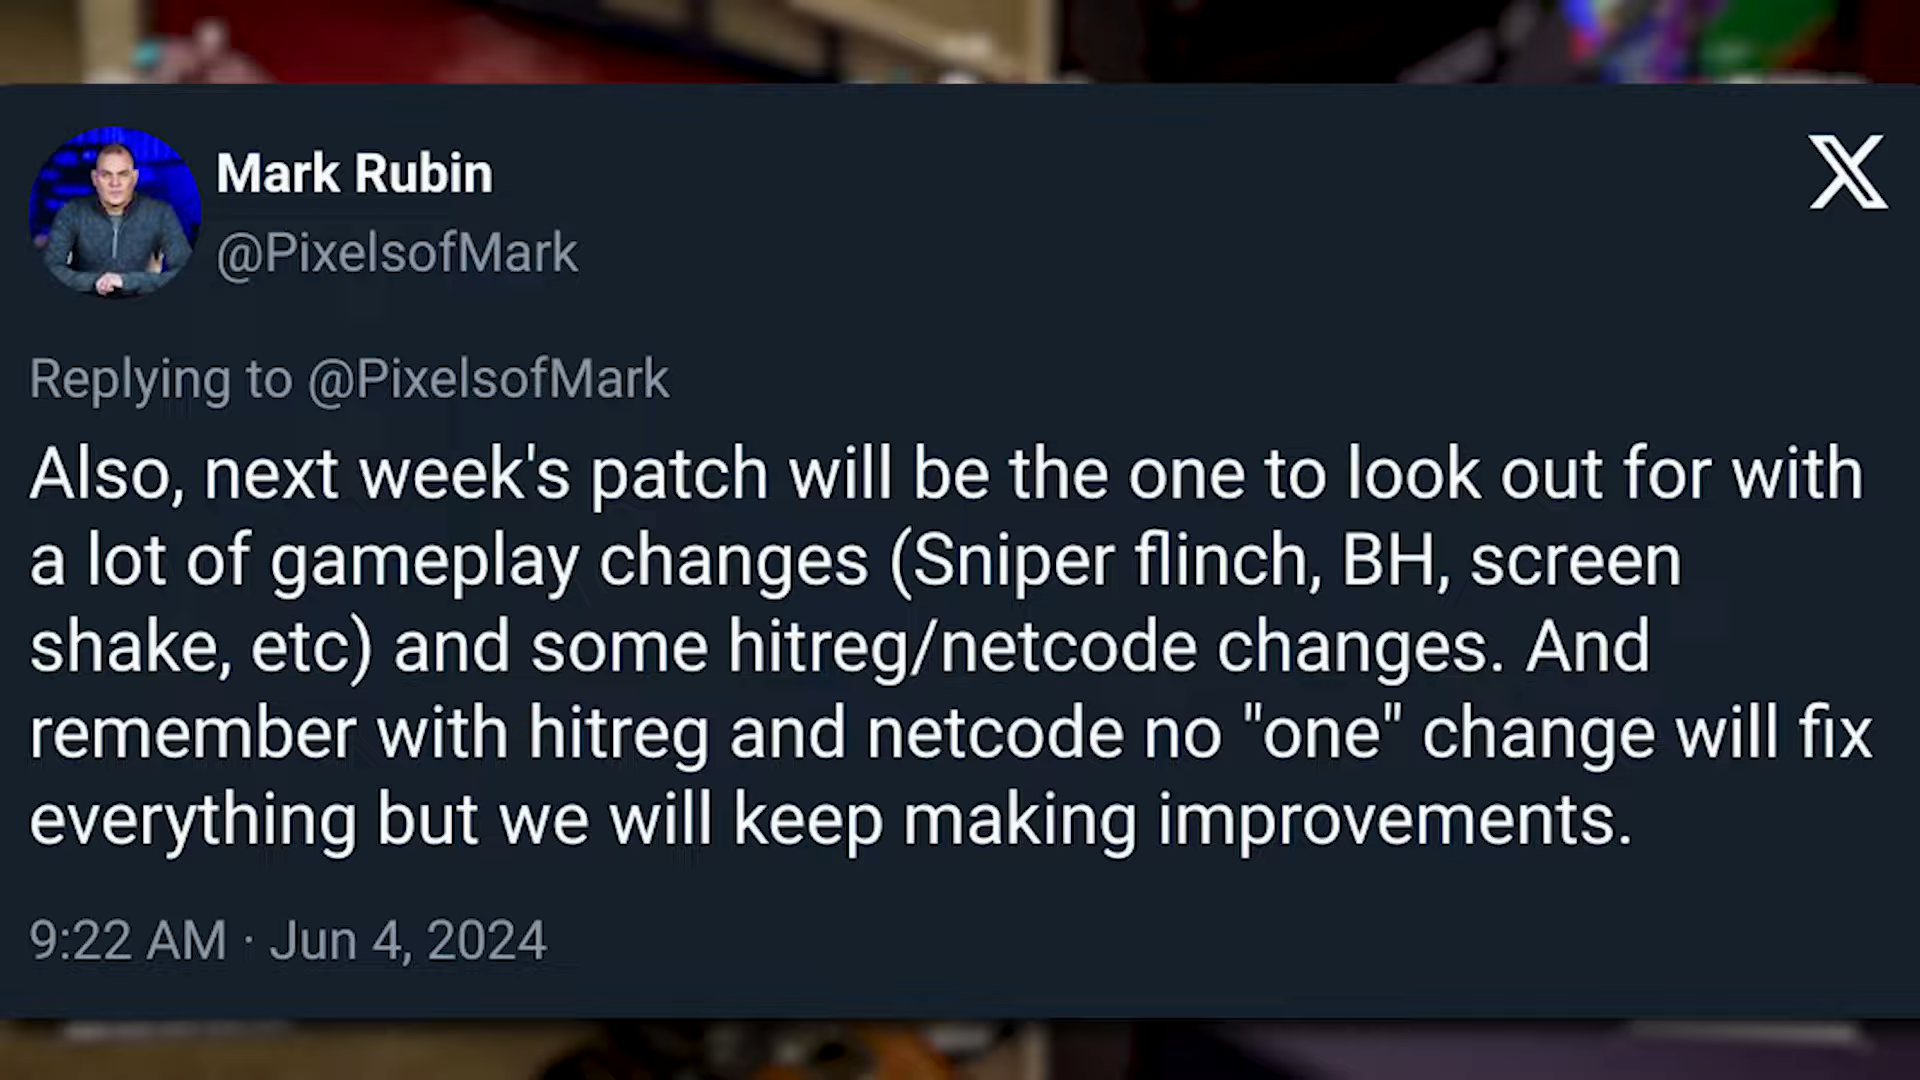 Mark Rubin
@PixelsofMark
Replying to @PixelsofMark
Also, next week's patch will be the one to look out for with
a lot of gameplay changes (Sniper flinch, BH, screen
shake, etc) and some hitreg/netcode changes. And
remember with hitreg and netcode no "one" change will fix
everything but we will keep making improvements.
9:22 AM · Jun 4, 2024